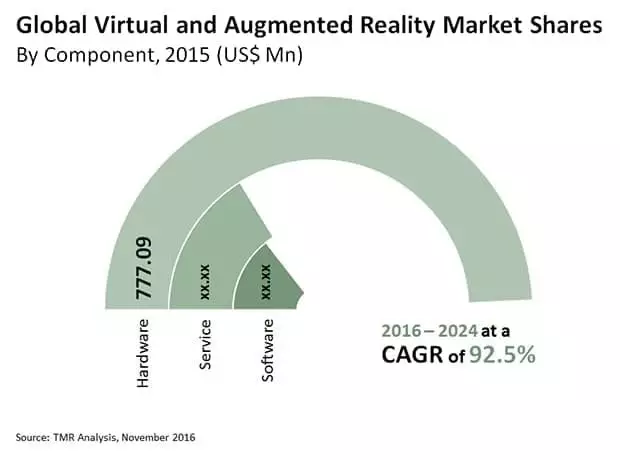 Global Virtual and Augmented Reality Market Shares
By Component, 2015 (US$ Mn)
777.09
xx.xx
xx.xx
Hardware
Service
Software
2016 – 2024 at a
CAGR of 92.5%
Source: TMR Analysis, November 2016